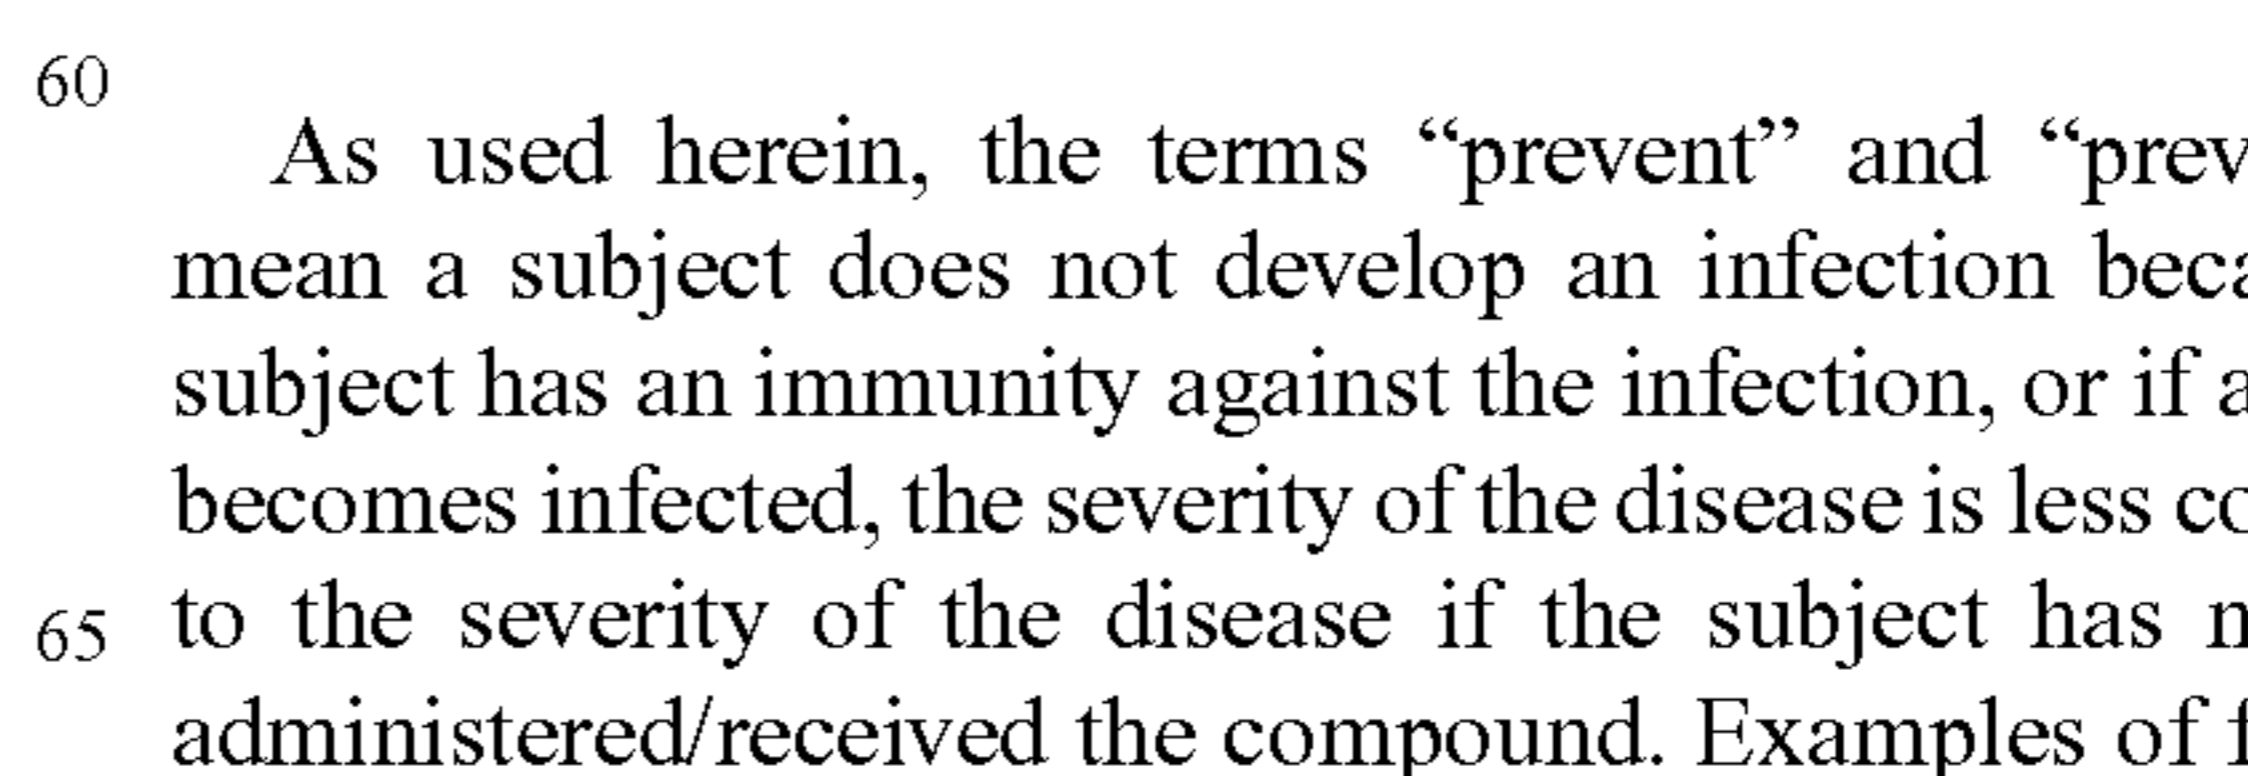 60
As used herein, the terms “prevent” and “prev
mean a subject does not develop an infection beca
subject has an immunity against the infection, or if a
becomes infected, the severity of the disease is less co
65 to the severity of the disease if the subject has n
administered/received the compound. Examples of f